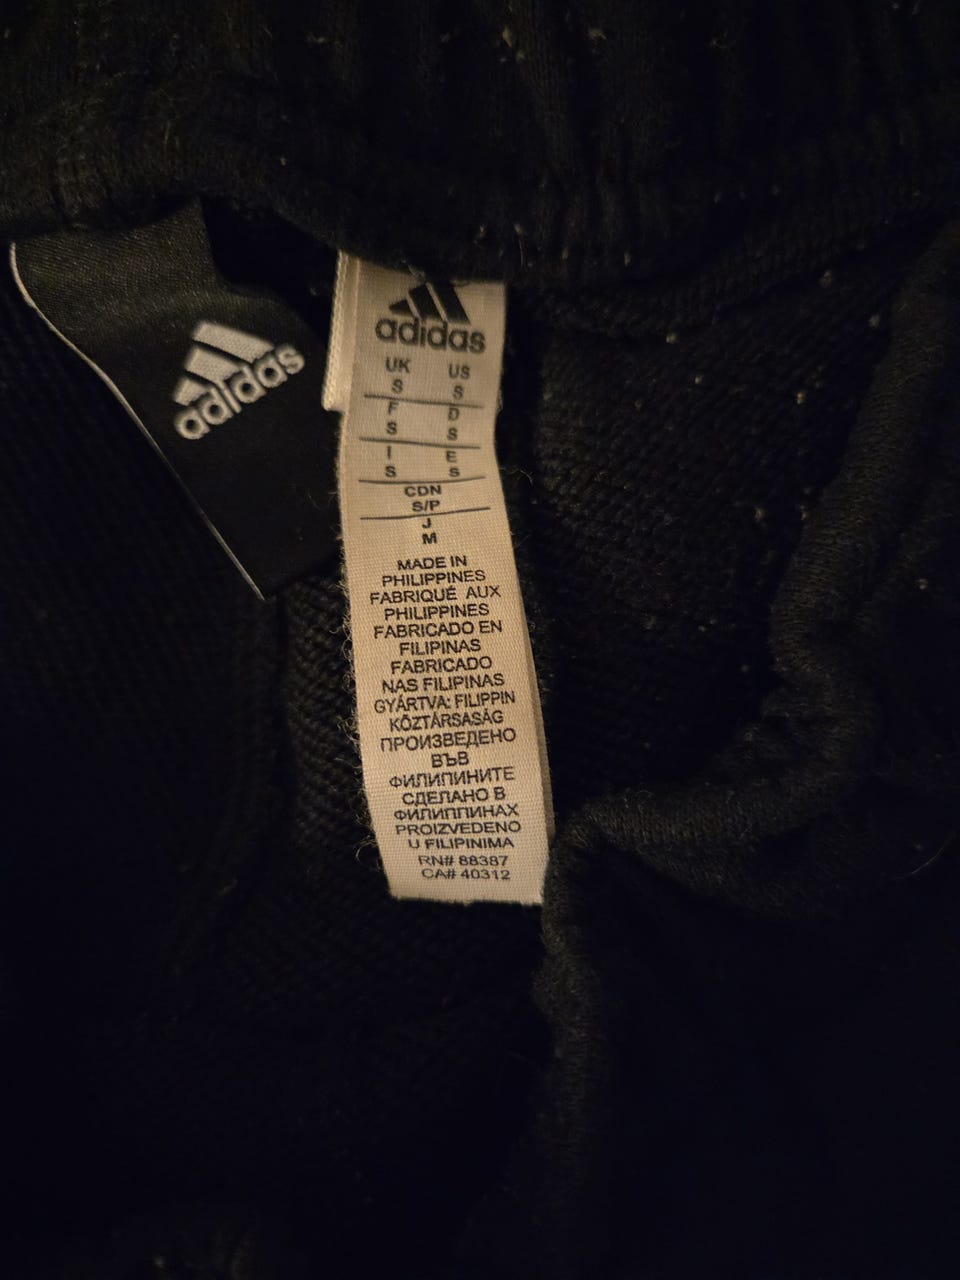 adidas
adidas
UK US
S S
F D
S S
I E
S S
CDN
S/P
J
M
MADE IN
PHILIPPINES
FABRIQUÉ AUX
PHILIPPINES
FABRICADO EN
FILIPINAS
FABRICADO
NAS FILIPINAS
GYÁRTVA: FILIPPIN
KÖZTÁRSASÁG
ПРОИЗВЕДЕНО
ВЪВ
ФИЛИПИНИТЕ
СДЕЛАНО В
ФИЛИППИНАХ
PROIZVEDENO
U FILIPINIMA
RN# 88387
CA# 40312